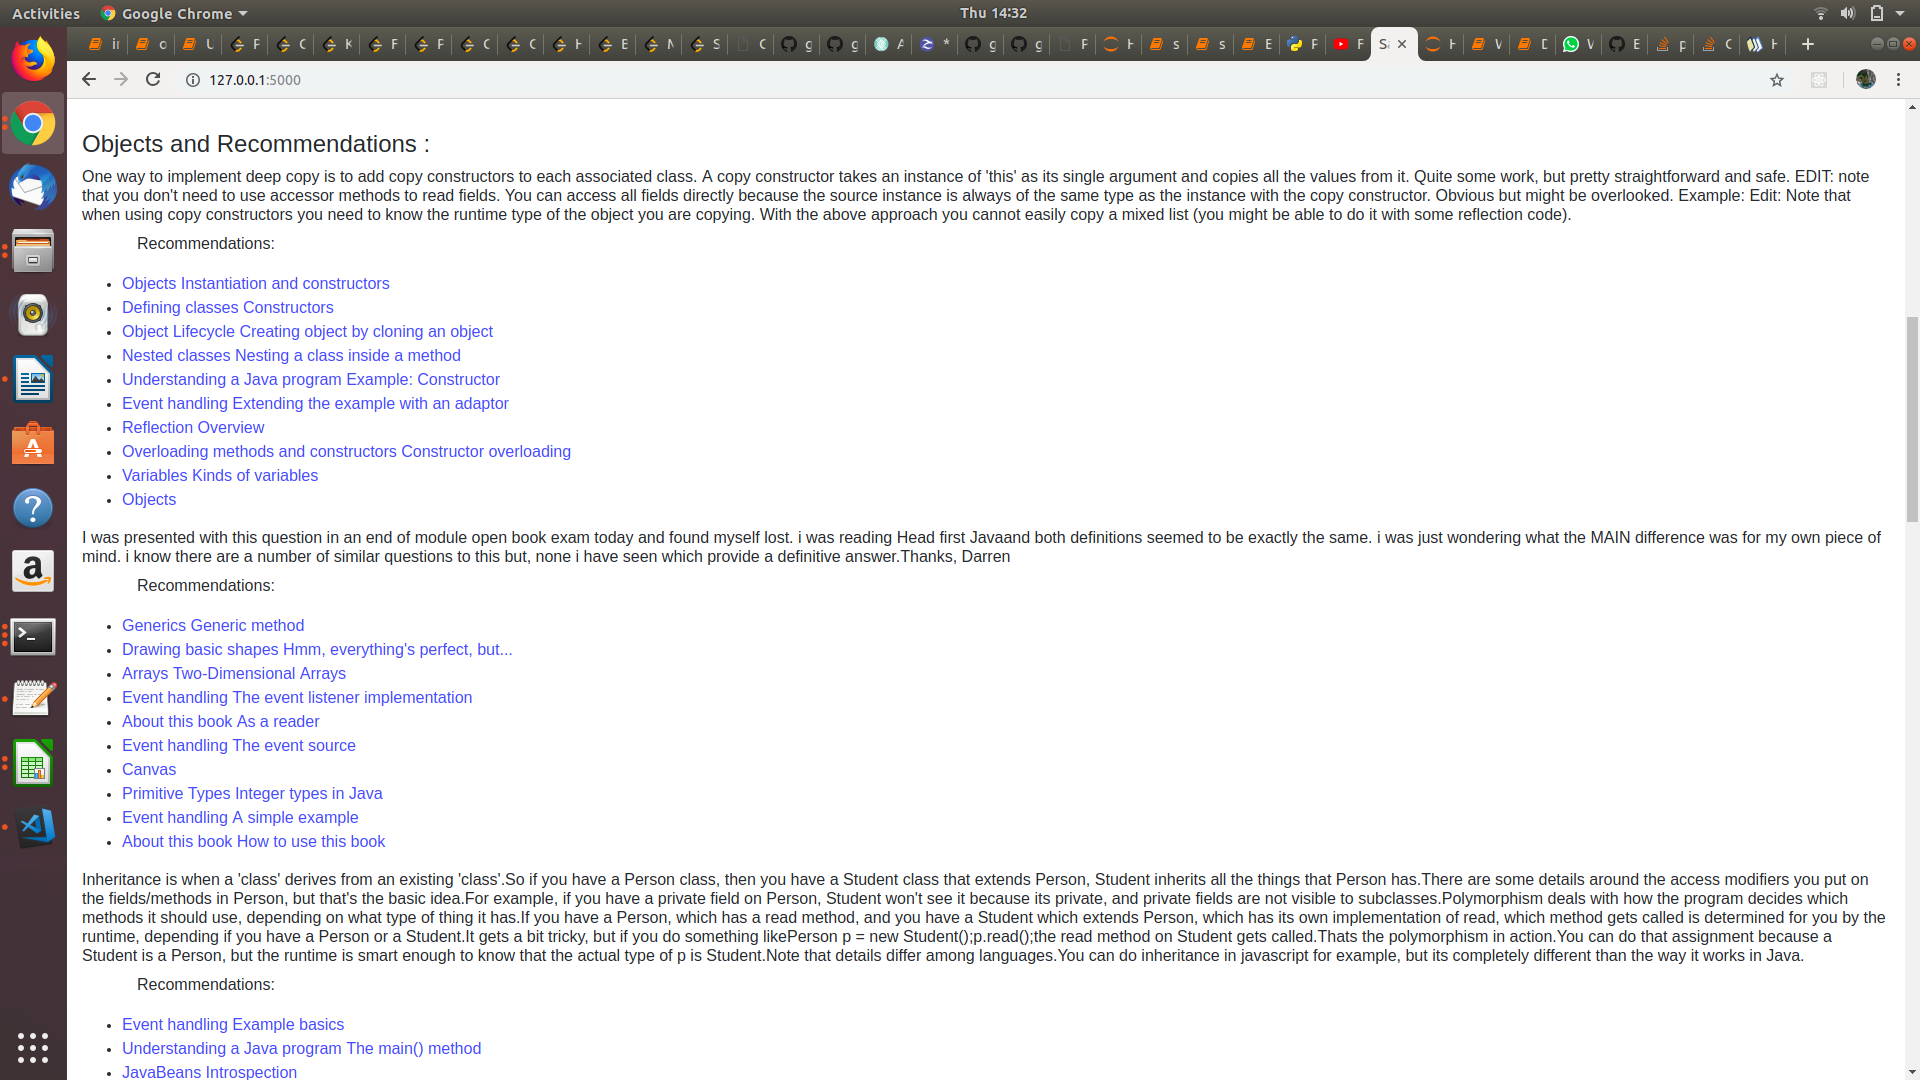 Activities
Google Chrome
Thu 14:32
127.0.0.1:5000
Objects and Recommendations :
One way to implement deep copy is to add copy constructors to each associated class. A copy constructor takes an instance of 'this' as its single argument and copies all the values from it. Quite some work, but pretty straightforward and safe. EDIT: note
that you don't need to use accessor methods to read fields. You can access all fields directly because the source instance is always of the same type as the instance with the copy constructor. Obvious but might be overlooked. Example: Edit: Note that
when using copy constructors you need to know the runtime type of the object you are copying. With the above approach you cannot easily copy a mixed list (you might be able to do it with some reflection code).
Recommendations:
Objects Instantiation and constructors
Defining classes Constructors
Object Lifecycle Creating object by cloning an object
Nested classes Nesting a class inside a method
Understanding a Java program Example: Constructor
Event handling Extending the example with an adaptor
Reflection Overview
Overloading methods and constructors Constructor overloading
Variables Kinds of variables
Objects
I was presented with this question in an end of module open book exam today and found myself lost. i was reading Head first Javaand both definitions seemed to be exactly the same. i was just wondering what the MAIN difference was for my own piece of
mind. i know there are a number of similar questions to this but, none i have seen which provide a definitive answer.Thanks, Darren
Recommendations:
Generics Generic method
Drawing basic shapes Hmm, everything's perfect, but...
Arrays Two-Dimensional Arrays
Event handling The event listener implementation
About this book As a reader
Event handling The event source
Canvas
Primitive Types Integer types in Java
Event handling A simple example
About this book How to use this book
Inheritance is when a 'class' derives from an existing 'class'.So if you have a Person class, then you have a Student class that extends Person, Student inherits all the things that Person has.There are some details around the access modifiers you put on
the fields/methods in Person, but that's the basic idea.For example, if you have a private field on Person, Student won't see it because its private, and private fields are not visible to subclasses.Polymorphism deals with how the program decides which
methods it should use, depending on what type of thing it has.If you have a Person, which has a read method, and you have a Student which extends Person, which has its own implementation of read, which method gets called is determined for you by the
runtime, depending if you have a Person or a Student.It gets a bit tricky, but if you do something likePerson p = new Student();p.read();the read method on Student gets called.Thats the polymorphism in action.You can do that assignment because a
Student is a Person, but the runtime is smart enough to know that the actual type of p is Student.Note that details differ among languages.You can do inheritance in javascript for example, but its completely different than the way it works in Java.
Recommendations:
Event handling Example basics
Understanding a Java program The main() method
JavaBeans Introspection